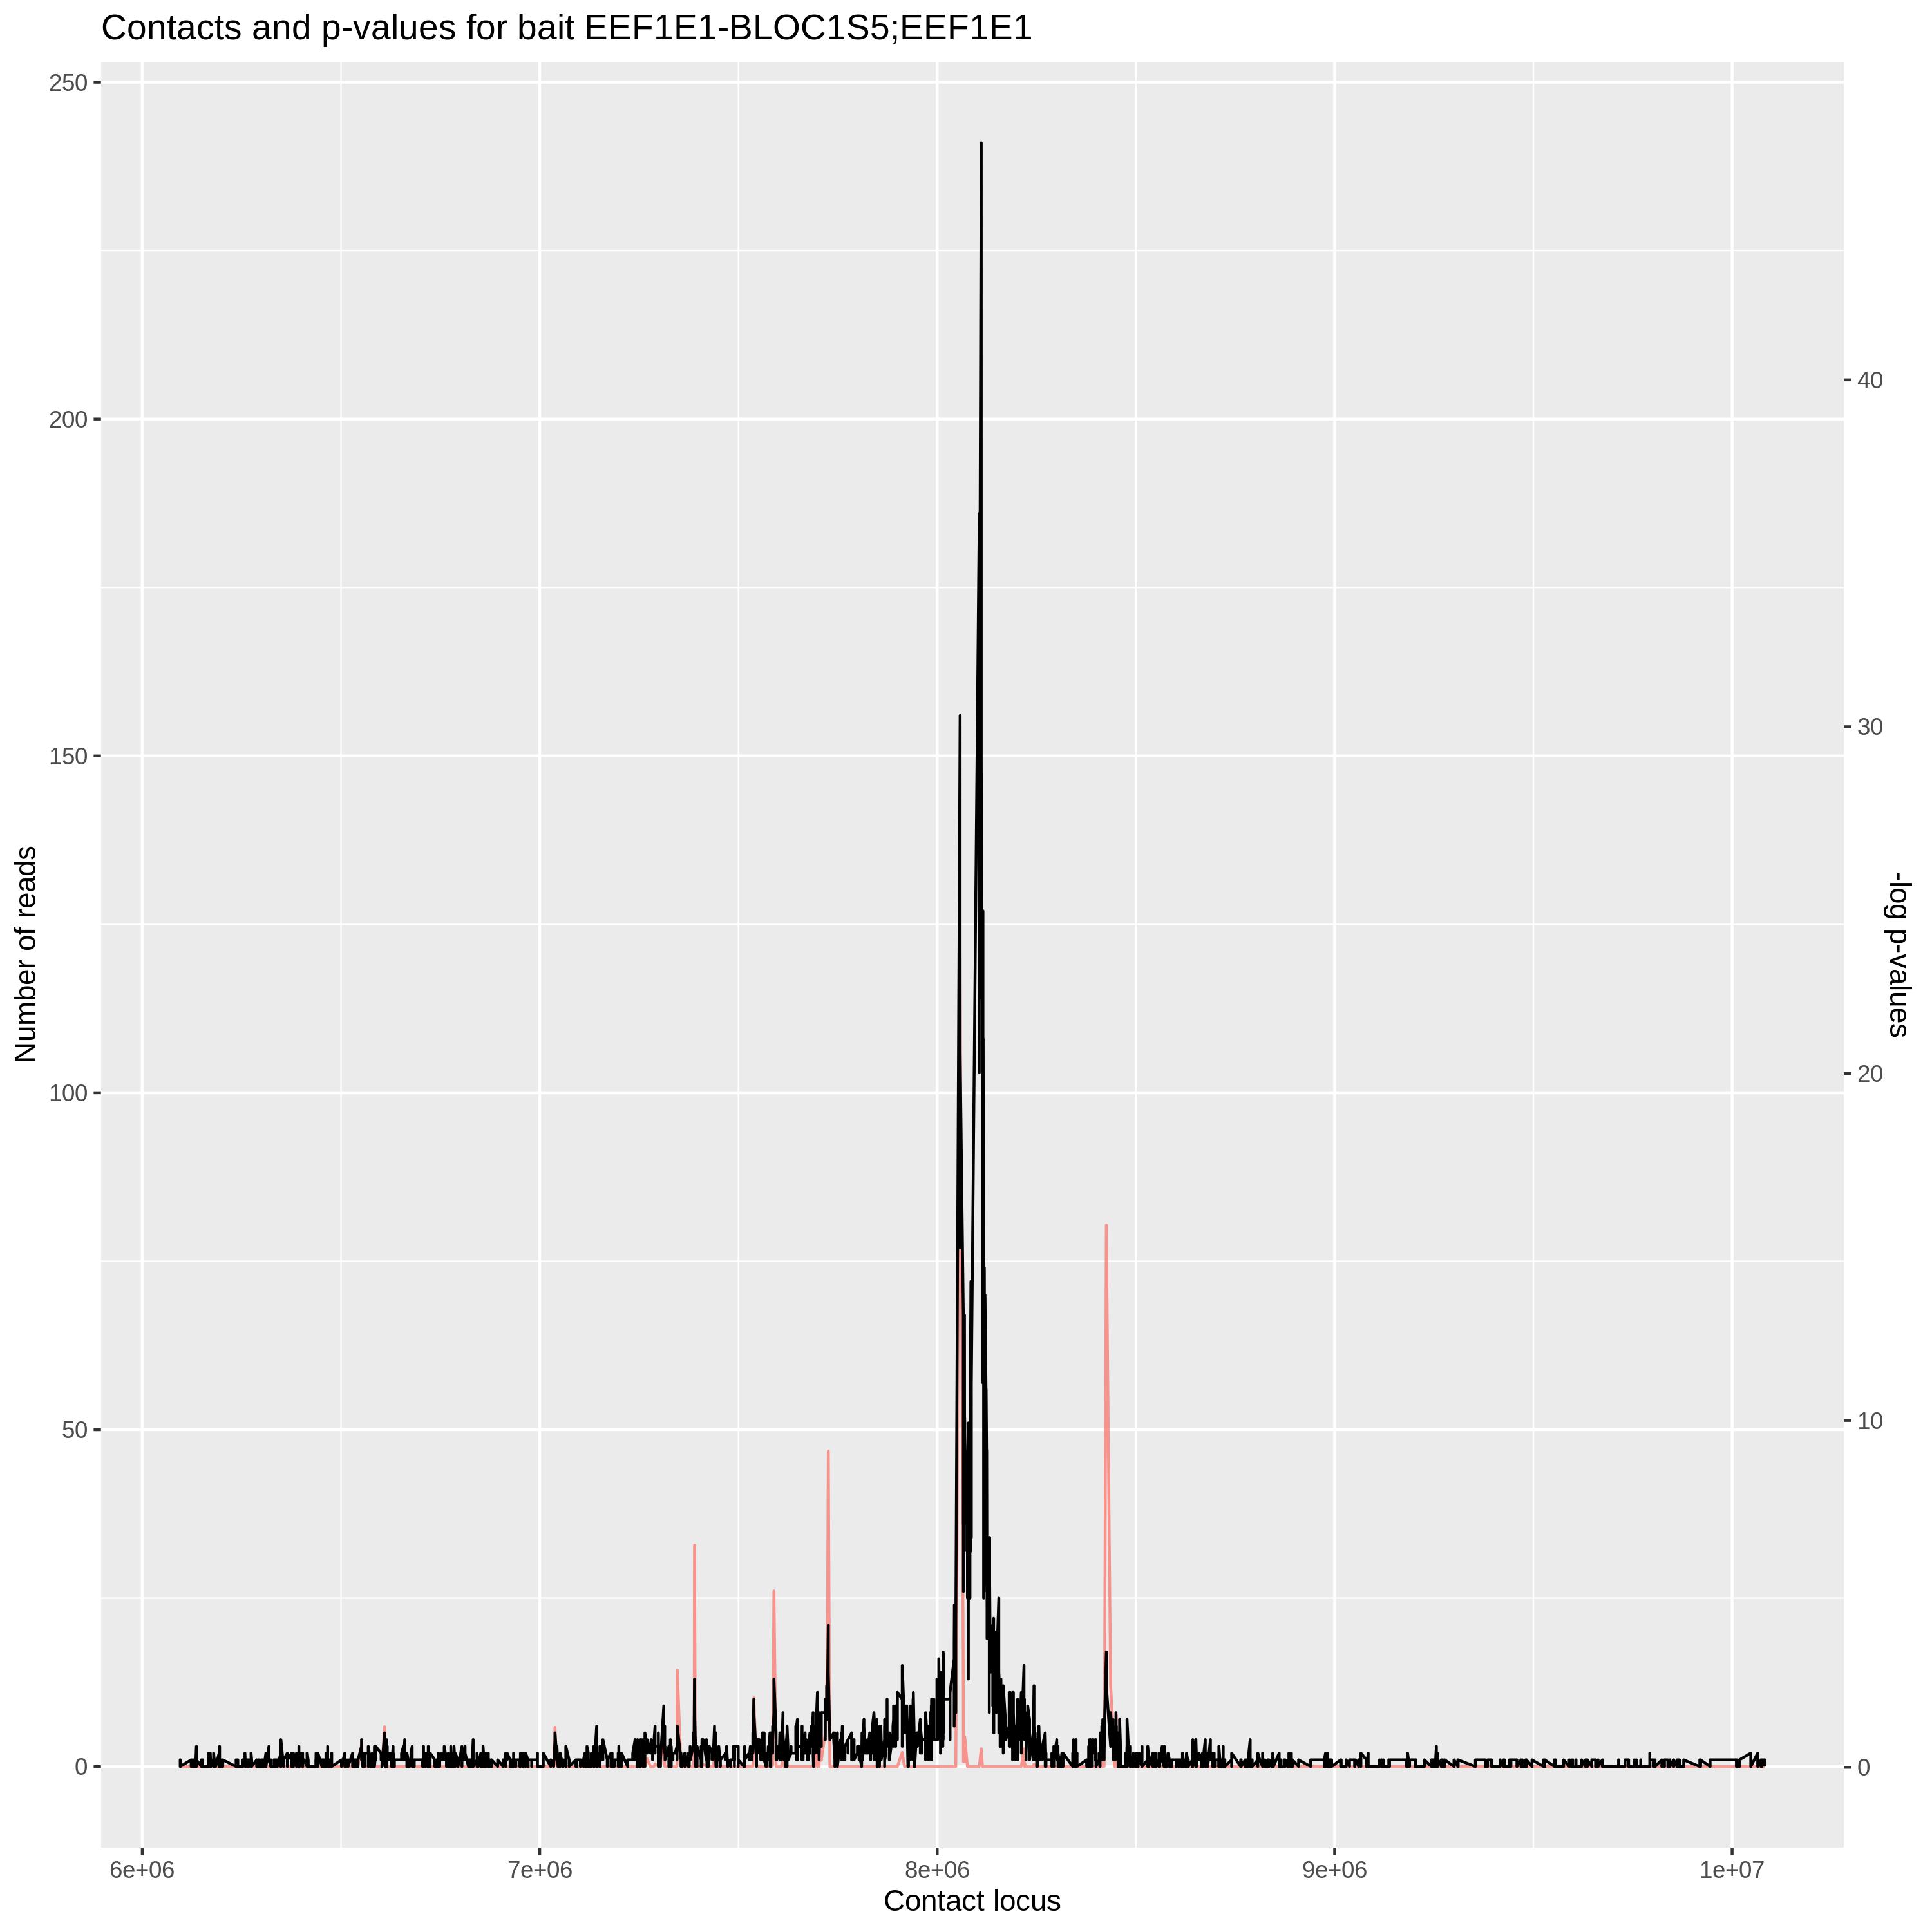 Contacts and p-values for bait EEF1E1-BLOC1S5;EEF1E1
250
200
150
100
50
0
Number of reads
40
30
20
10
0
-log p-values
6e+06
7e+06
8e+06
9e+06
1e+07
Contact locus